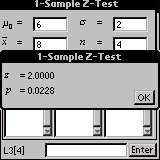 1-Sample Z-Test
μ0 = 6 σ = 2
x̄ = 8 n = 4
1-Sample Z-Test
z = 2.0000
p = 0.0228
OK
L3[4] Enter